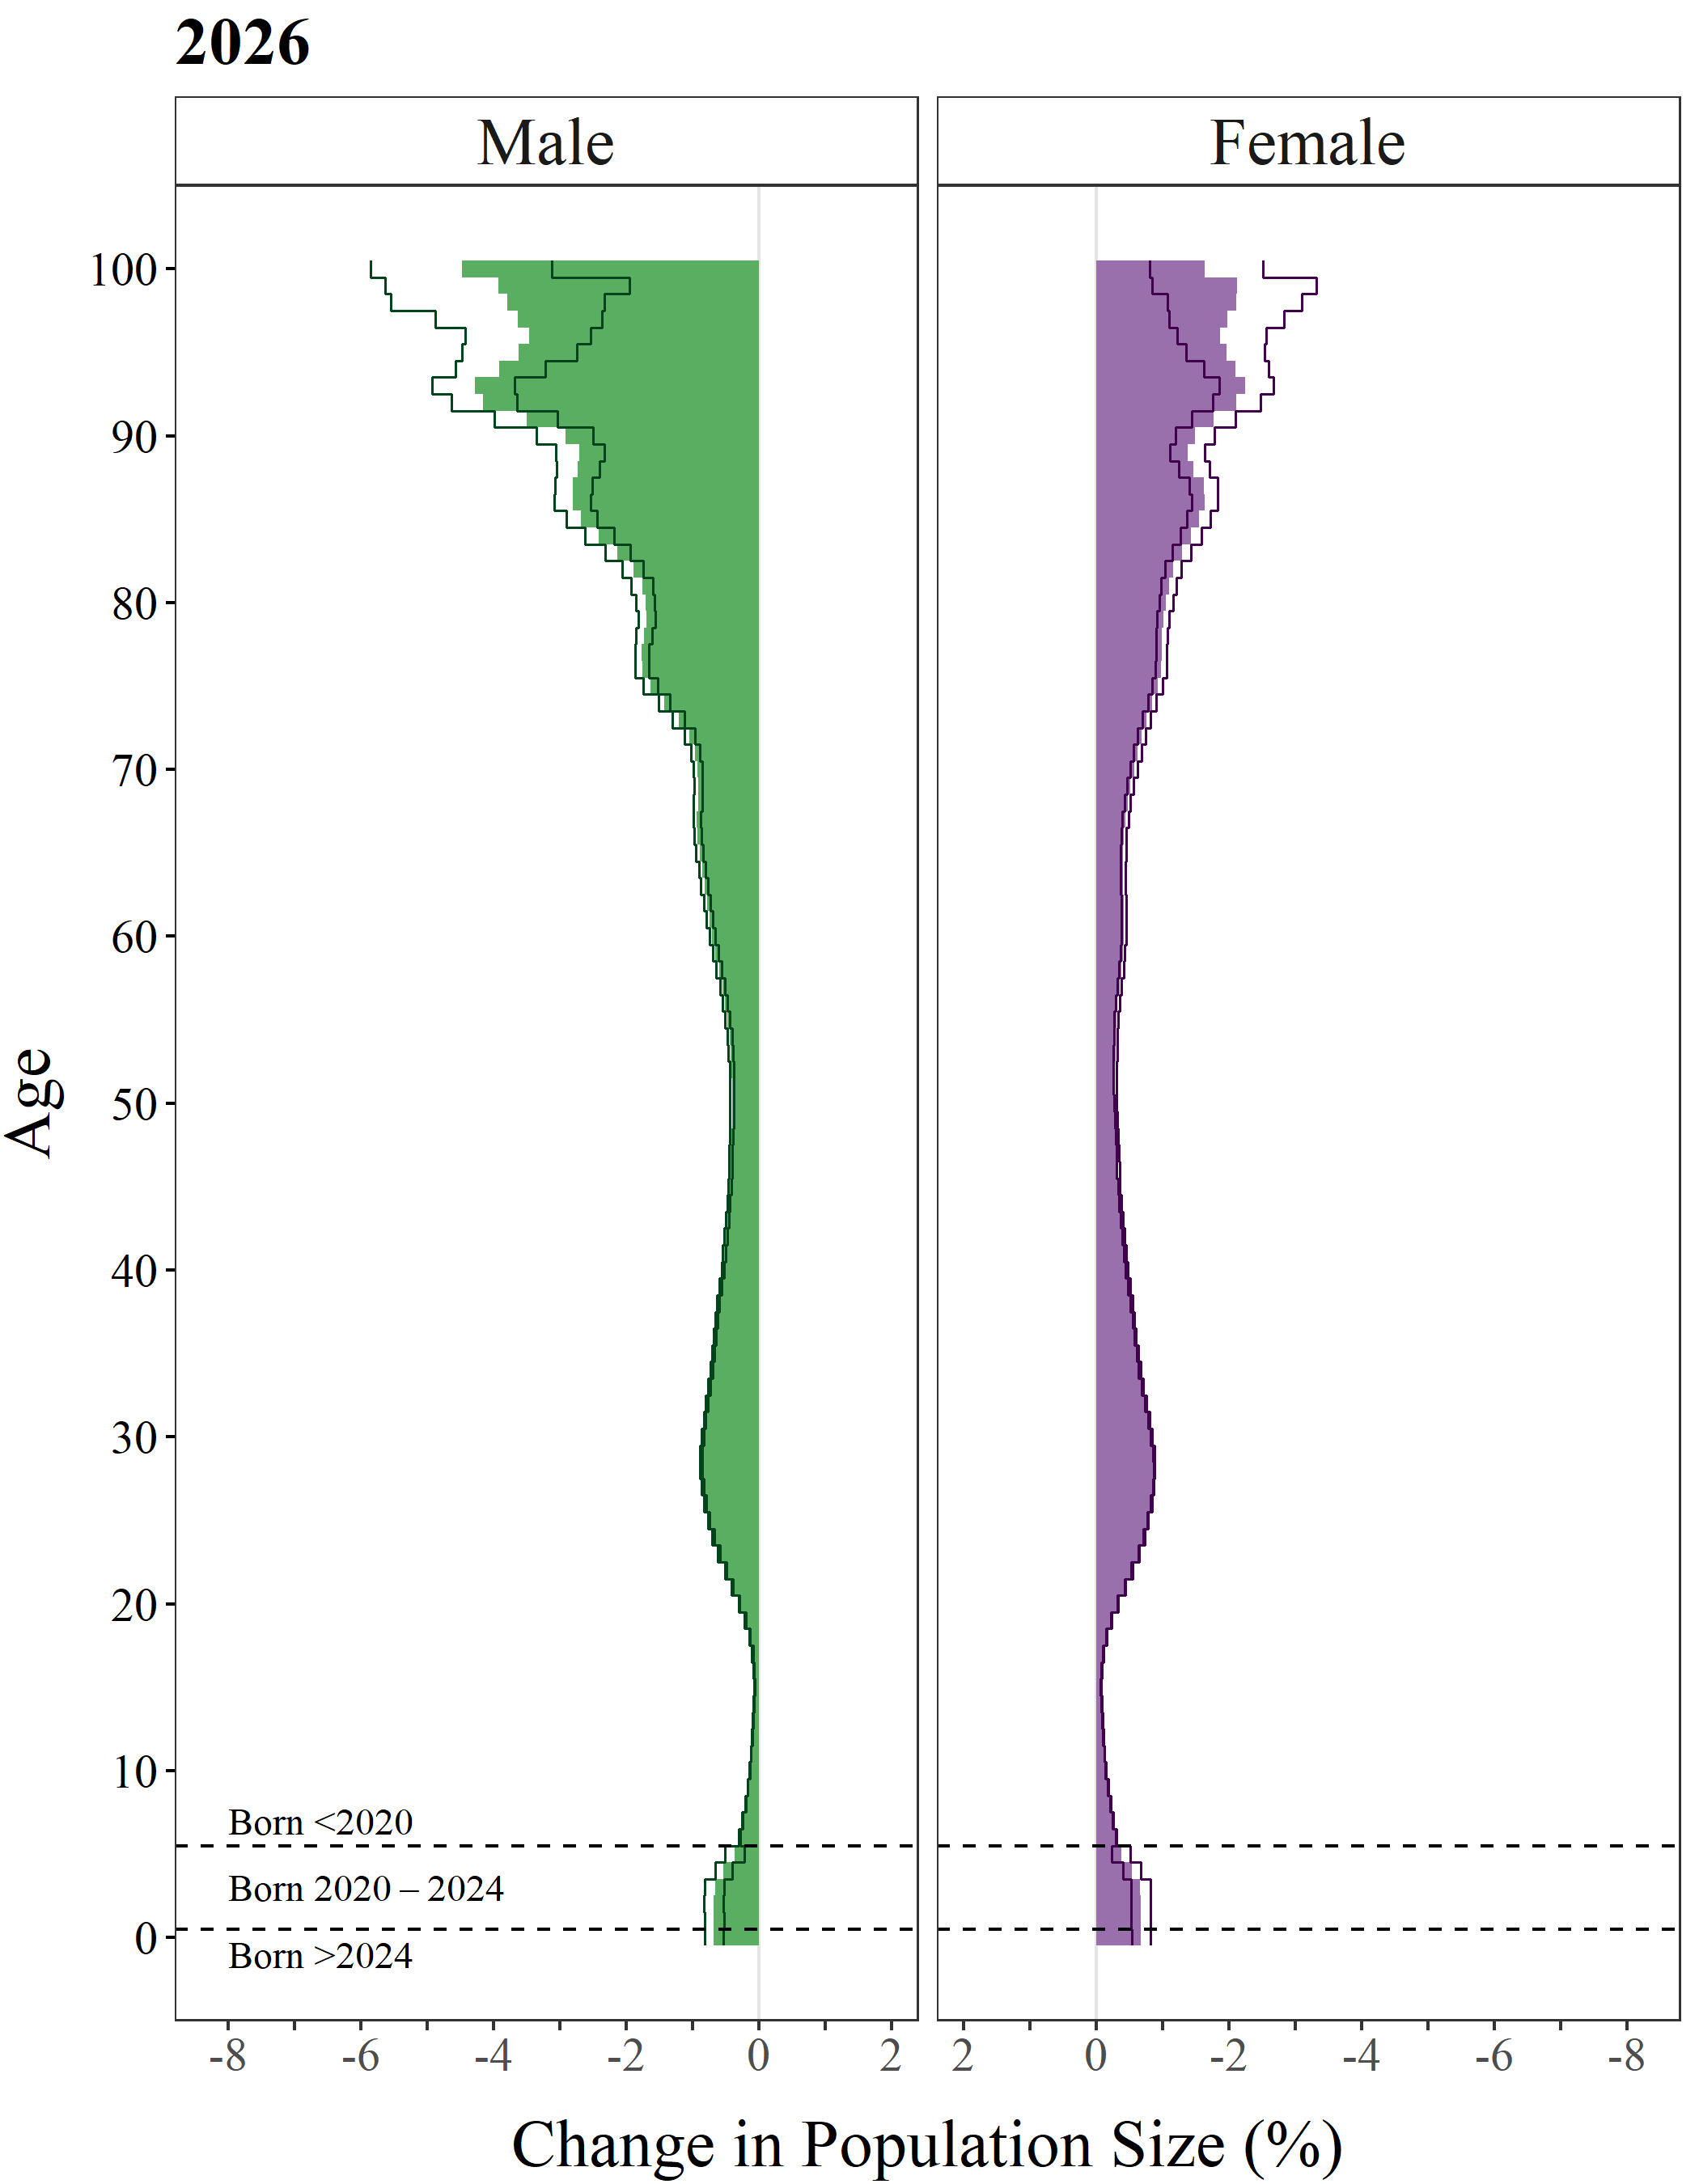 2026
Male
Female
100
90
80
70
60
50
40
30
20
10
0
Age
Born <2020
Born 2020 – 2024
Born >2024
-8 -6 -4 -2 0 2
2 0 -2 -4 -6 -8
Change in Population Size (%)